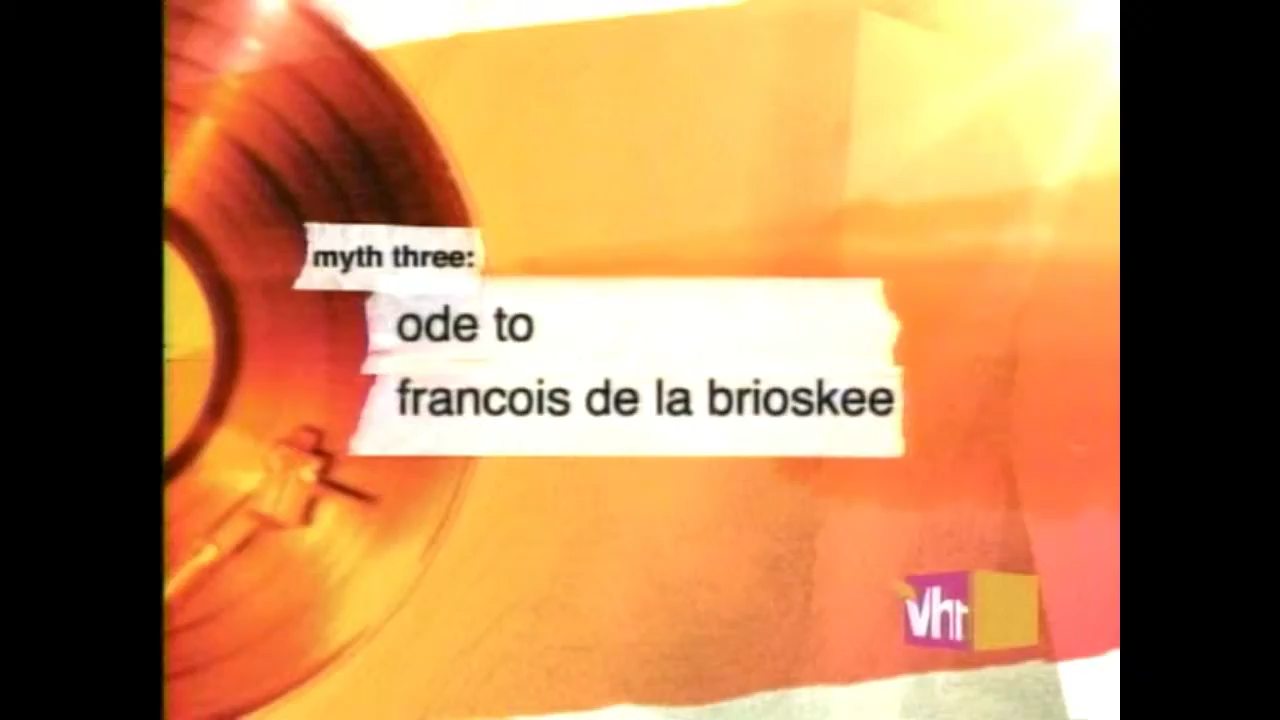 myth three:
ode to
francois de la brioskee
vh1